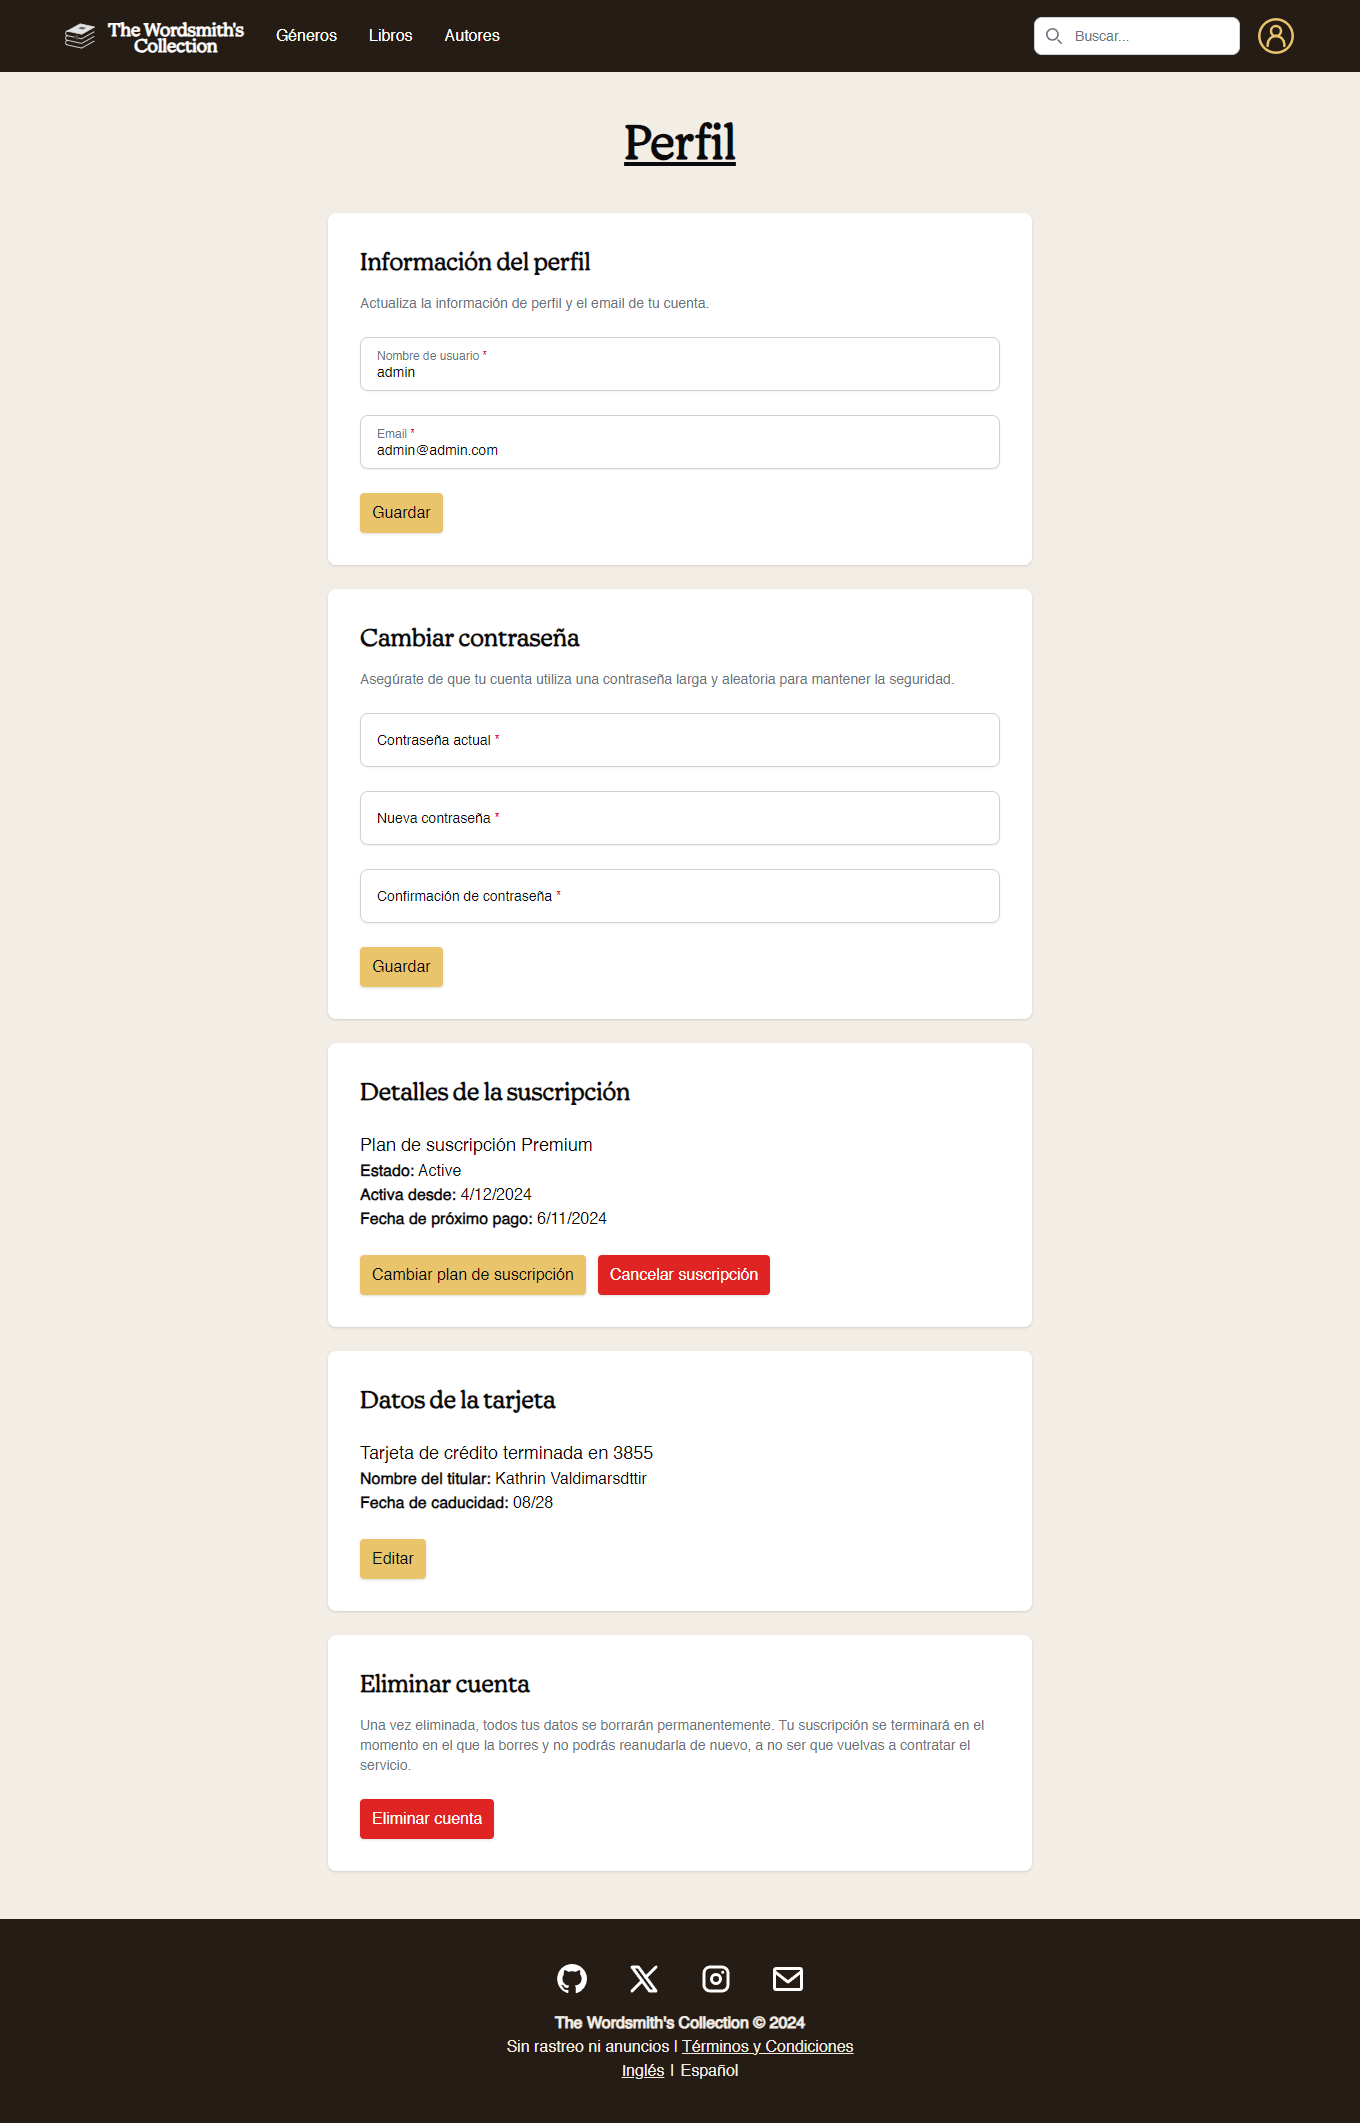 The Wordsmith's
Collection
Géneros
Libros
Autores
Buscar...
Perfil
Información del perfil
Actualiza la información de perfil y el email de tu cuenta.
Nombre de usuario *
admin
Email *
admin@admin.com
Guardar
Cambiar contraseña
Asegúrate de que tu cuenta utiliza una contraseña larga y aleatoria para mantener la seguridad.
Contraseña actual *
Nueva contraseña *
Confirmación de contraseña *
Guardar
Detalles de la suscripción
Plan de suscripción Premium
Estado: Active
Activa desde: 4/12/2024
Fecha de próximo pago: 6/11/2024
Cambiar plan de suscripción
Cancelar suscripción
Datos de la tarjeta
Tarjeta de crédito terminada en 3855
Nombre del titular: Kathrin Valdimarsdttir
Fecha de caducidad: 08/28
Editar
Eliminar cuenta
Una vez eliminada, todos tus datos se borrarán permanentemente. Tu suscripción se terminará en el
momento en el que la borres y no podrás reanudarla de nuevo, a no ser que vuelvas a contratar el
servicio.
Eliminar cuenta
The Wordsmith's Collection © 2024
Sin rastreo ni anuncios | Términos y Condiciones
Inglés | Español